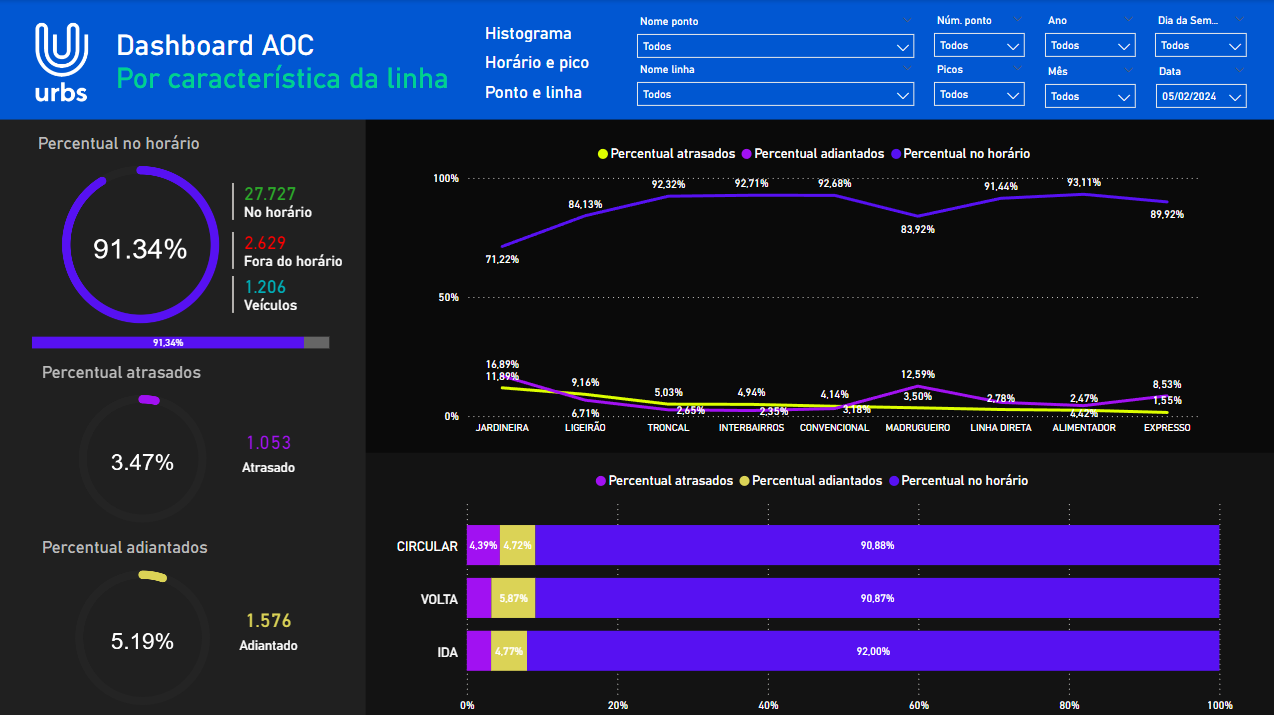 urbs
Dashboard AOC
Por característica da linha
Histograma
Horário e pico
Ponto e linha
Nome ponto
Todos
Nome linha
Todos
Núm. ponto
Todos
Picos
Todos
Ano
Todos
Mês
Todos
Dia da Sem...
Todos
Data
05/02/2024
Percentual no horário
91.34%
27.727
No horário
2.629
Fora do horário
1.206
Veículos
91,34%
Percentual atrasados
3.47%
1.053
Atrasado
Percentual adiantados
5.19%
1.576
Adiantado
Percentual atrasados Percentual adiantados Percentual no horário
100%
50%
0%
71,22% 84,13% 92,32% 92,71% 92,68% 83,92% 91,44% 93,11% 89,92%
16,89% 9,16% 5,03% 4,94% 4,14% 12,59% 2,78% 2,47% 8,53%
11,89% 6,71% 2,65% 2,35% 3,18% 3,50% 4,42% 1,55%
JARDINEIRA LIGEIRÃO TRONCAL INTERBAIRROS CONVENCIONAL MADRUGUEIRO LINHA DIRETA ALIMENTADOR EXPRESSO
Percentual atrasados Percentual adiantados Percentual no horário
CIRCULAR 4,39% 4,72% 90,88%
VOLTA 5,87% 90,87%
IDA 4,77% 92,00%
0% 20% 40% 60% 80% 100%